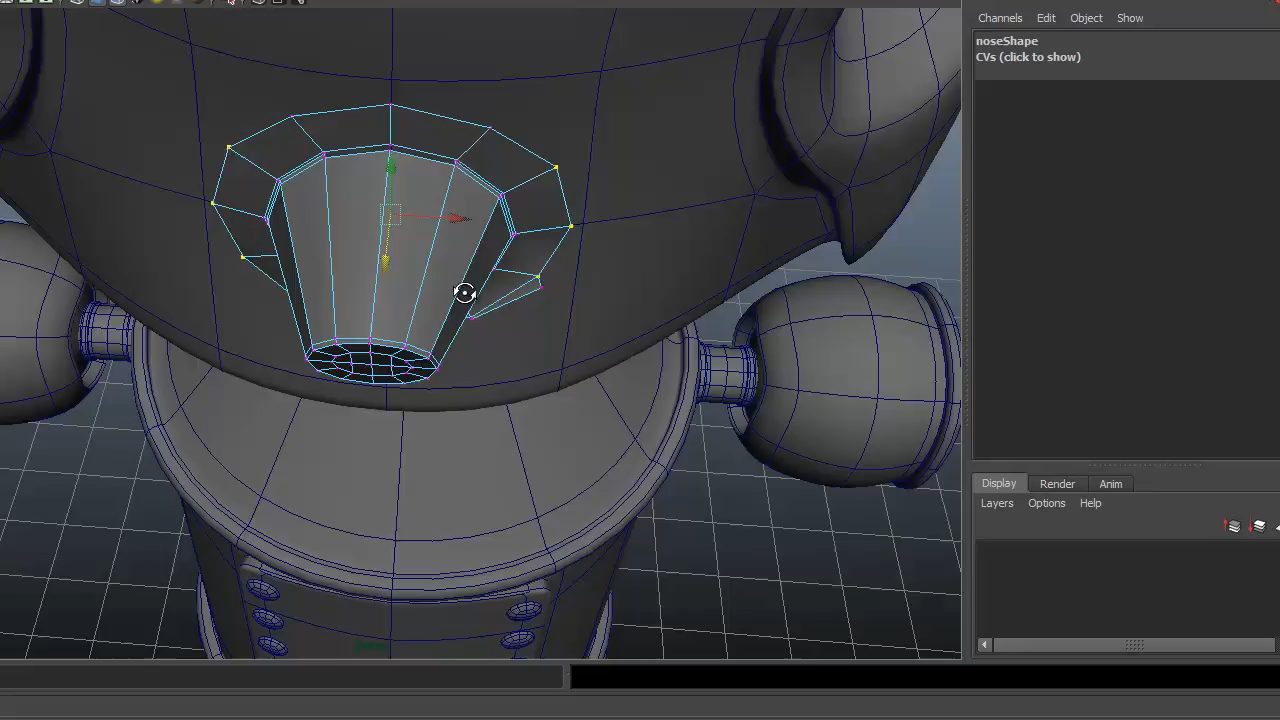 Channels Edit Object Show
noseShape
CVs (click to show)
Display Render Anim
Layers Options Help